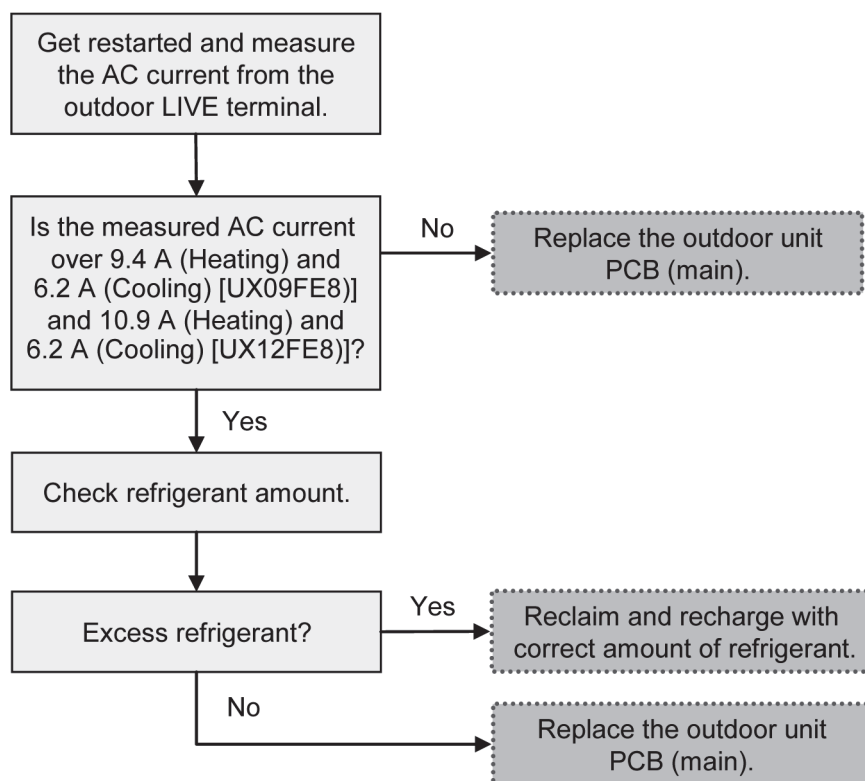 Get restarted and measure
the AC current from the
outdoor LIVE terminal.
Is the measured AC current
over 9.4 A (Heating) and
6.2 A (Cooling) [UX09FE8)]
and 10.9 A (Heating) and
6.2 A (Cooling) [UX12FE8)]?
No
Replace the outdoor unit
PCB (main).
Yes
Check refrigerant amount.
Excess refrigerant?
Yes
Reclaim and recharge with
correct amount of refrigerant.
No
Replace the outdoor unit
PCB (main).